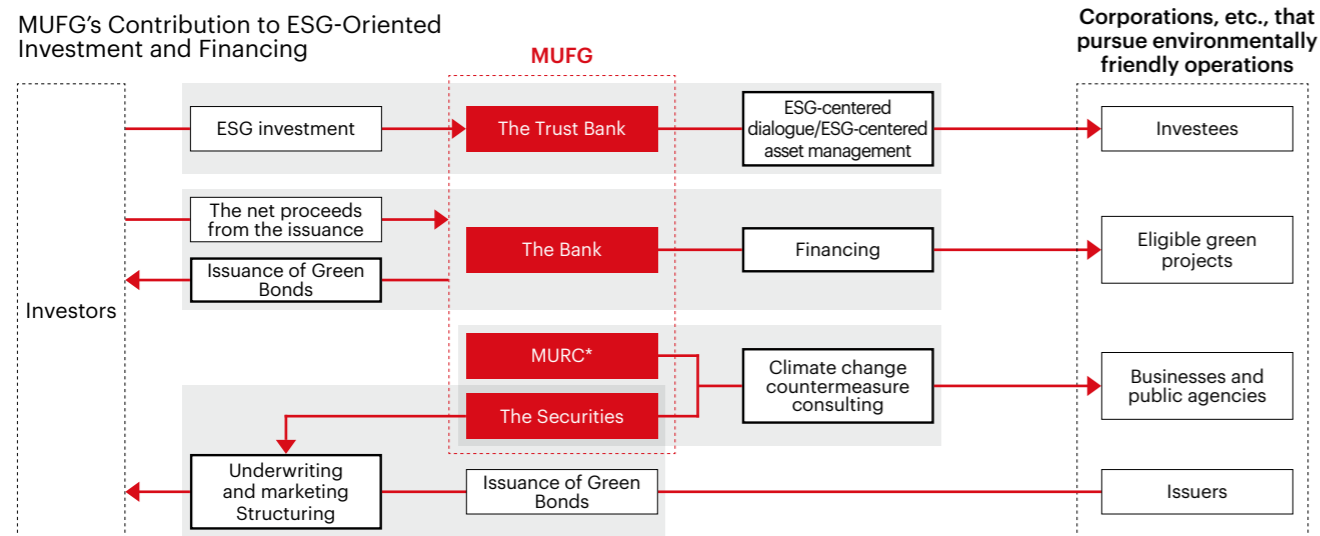 MUFG's Contribution to ESG-Oriented
Investment and Financing
MUFG
Corporations, etc., that
pursue environmentally
friendly operations
Investors
ESG investment
The Trust Bank
ESG-centered
dialogue/ESG-centered
asset management
Investees
The net proceeds
from the issuance
Issuance of Green
Bonds
The Bank
Financing
Eligible green
projects
MURC*
The Securities
Climate change
countermeasure
consulting
Businesses and
public agencies
Underwriting
and marketing
Structuring
Issuance of Green
Bonds
Issuers